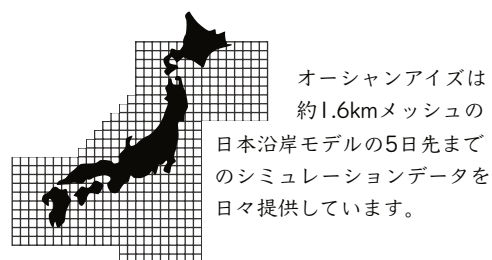 オーシャンアイズは
約1.6kmメッシュの
日本沿岸モデルの5日先まで
のシミュレーションデータを
日々提供しています。